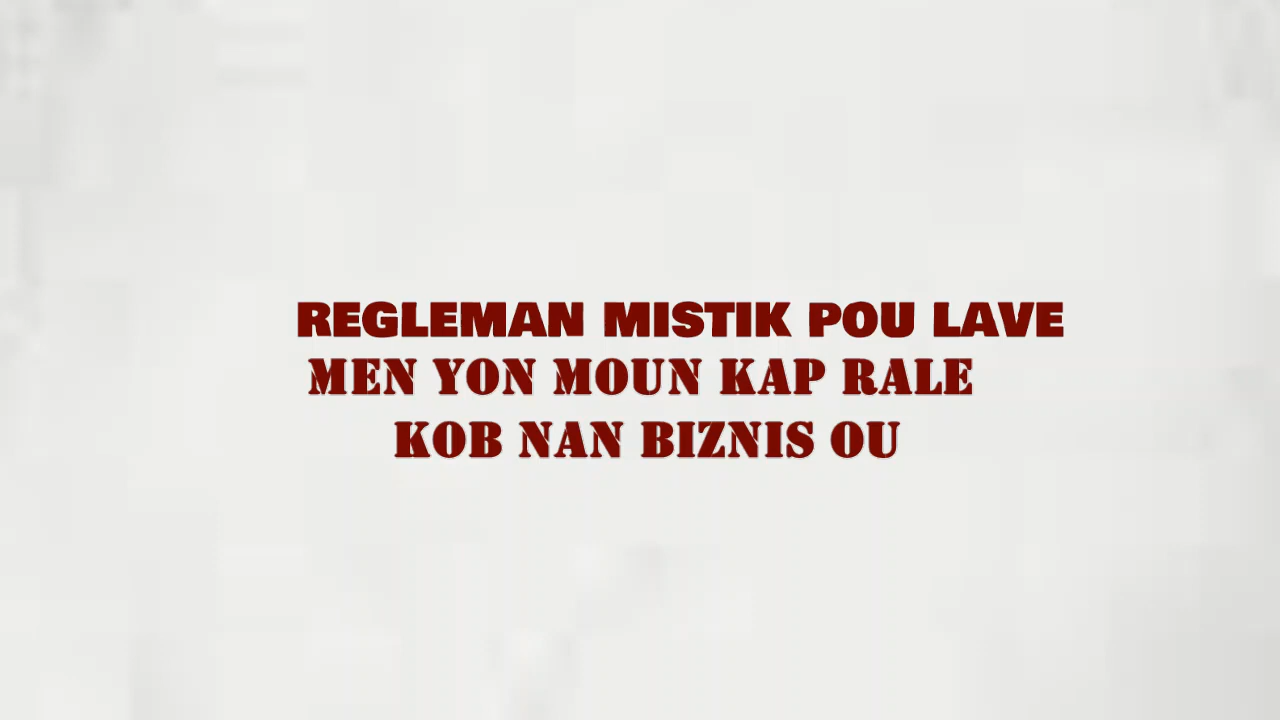 REGLEMAN MISTIK POU LAVE
MEN YON MOUN KAP RALE
KOB NAN BIZNIS OU